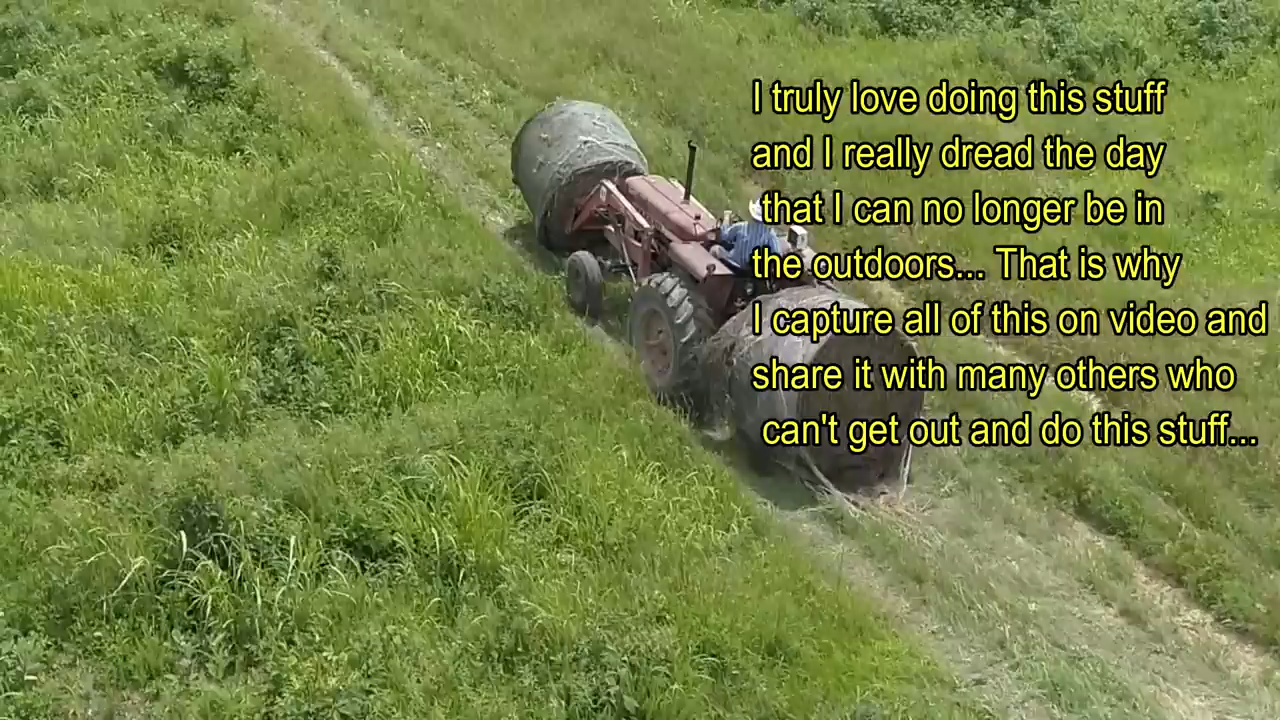 I truly love doing this stuff
and I really dread the day
that I can no longer be in
the outdoors... That is why
I capture all of this on video and
share it with many others who
can't get out and do this stuff...